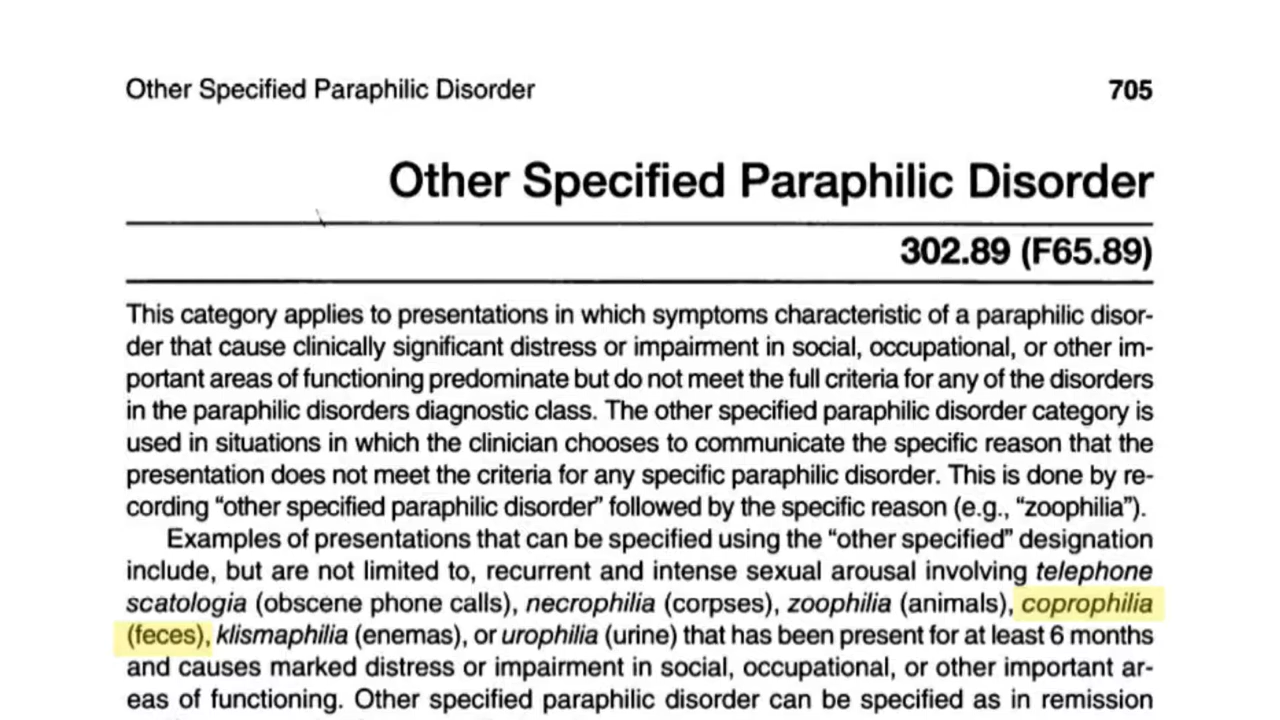 Other Specified Paraphilic Disorder 705
Other Specified Paraphilic Disorder
302.89 (F65.89)
This category applies to presentations in which symptoms characteristic of a paraphilic disor-
der that cause clinically significant distress or impairment in social, occupational, or other im-
portant areas of functioning predominate but do not meet the full criteria for any of the disorders
in the paraphilic disorders diagnostic class. The other specified paraphilic disorder category is
used in situations in which the clinician chooses to communicate the specific reason that the
presentation does not meet the criteria for any specific paraphilic disorder. This is done by re-
cording “other specified paraphilic disorder” followed by the specific reason (e.g., “zoophilia”).
Examples of presentations that can be specified using the “other specified” designation
include, but are not limited to, recurrent and intense sexual arousal involving telephone
scatologia (obscene phone calls), necrophilia (corpses), zoophilia (animals), coprophilia
(feces), klismaphilia (enemas), or urophilia (urine) that has been present for at least 6 months
and causes marked distress or impairment in social, occupational, or other important ar-
eas of functioning. Other specified paraphilic disorder can be specified as in remission